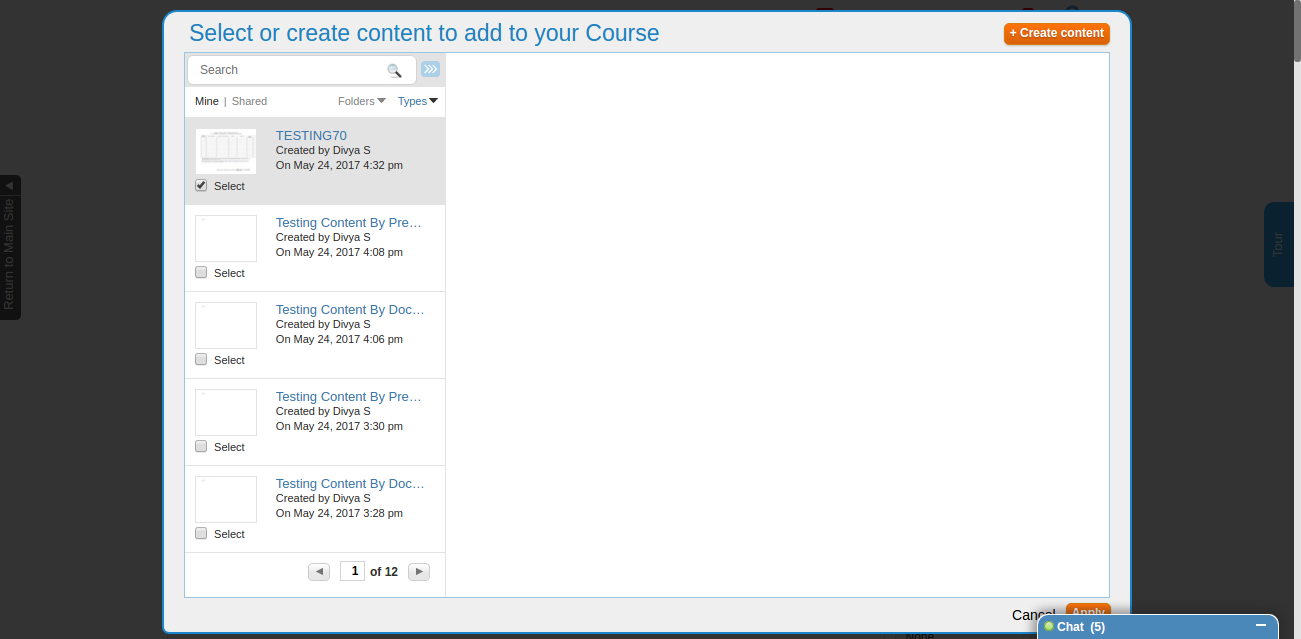 Select or create content to add to your Course
+ Create content
Search
Mine | Shared
Folders
Types
TESTING70
Created by Divya S
On May 24, 2017 4:32 pm
Select
Testing Content By Pre…
Created by Divya S
On May 24, 2017 4:08 pm
Select
Testing Content By Doc…
Created by Divya S
On May 24, 2017 4:06 pm
Select
Testing Content By Pre…
Created by Divya S
On May 24, 2017 3:30 pm
Select
Testing Content By Doc…
Created by Divya S
On May 24, 2017 3:28 pm
Select
1 of 12
Cancel
Apply
Chat (5)
None
Return to Main Site
Tour